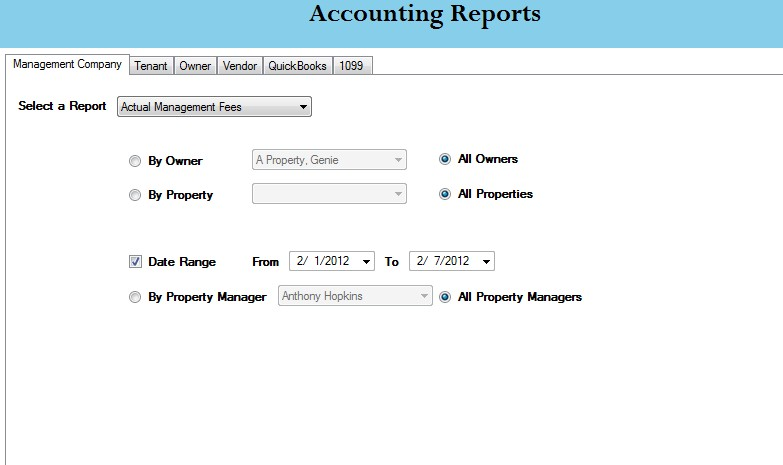 Accounting Reports
Management Company Tenant Owner Vendor QuickBooks 1099
Select a Report Actual Management Fees
By Owner A Property, Genie All Owners
By Property All Properties
Date Range From 2/ 1/2012 To 2/ 7/2012
By Property Manager Anthony Hopkins All Property Managers